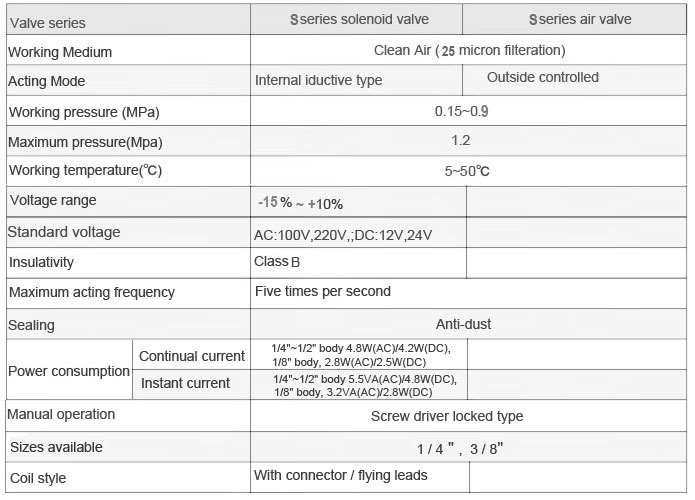 Valve series S series solenoid valve S series air valve
Working Medium Clean Air ( 25 micron filteration)
Acting Mode Internal iductive type Outside controlled
Working pressure (MPa) 0.15~0.9
Maximum pressure(Mpa) 1.2
Working temperature(℃) 5~50℃
Voltage range -15 % ~ +10%
Standard voltage AC:100V,220V,;DC:12V,24V
Insulativity Class B
Maximum acting frequency Five times per second
Sealing Anti-dust
Power consumption
Continual current 1/4"~1/2" body 4.8W(AC)/4.2W(DC),
1/8" body, 2.8W(AC)/2.5W(DC)
Instant current 1/4"~1/2" body 5.5VA(AC)/4.8W(DC),
1/8" body, 3.2VA(AC)/2.8W(DC)
Manual operation Screw driver locked type
Sizes available 1 / 4 " , 3 / 8"
Coil style With connector / flying leads